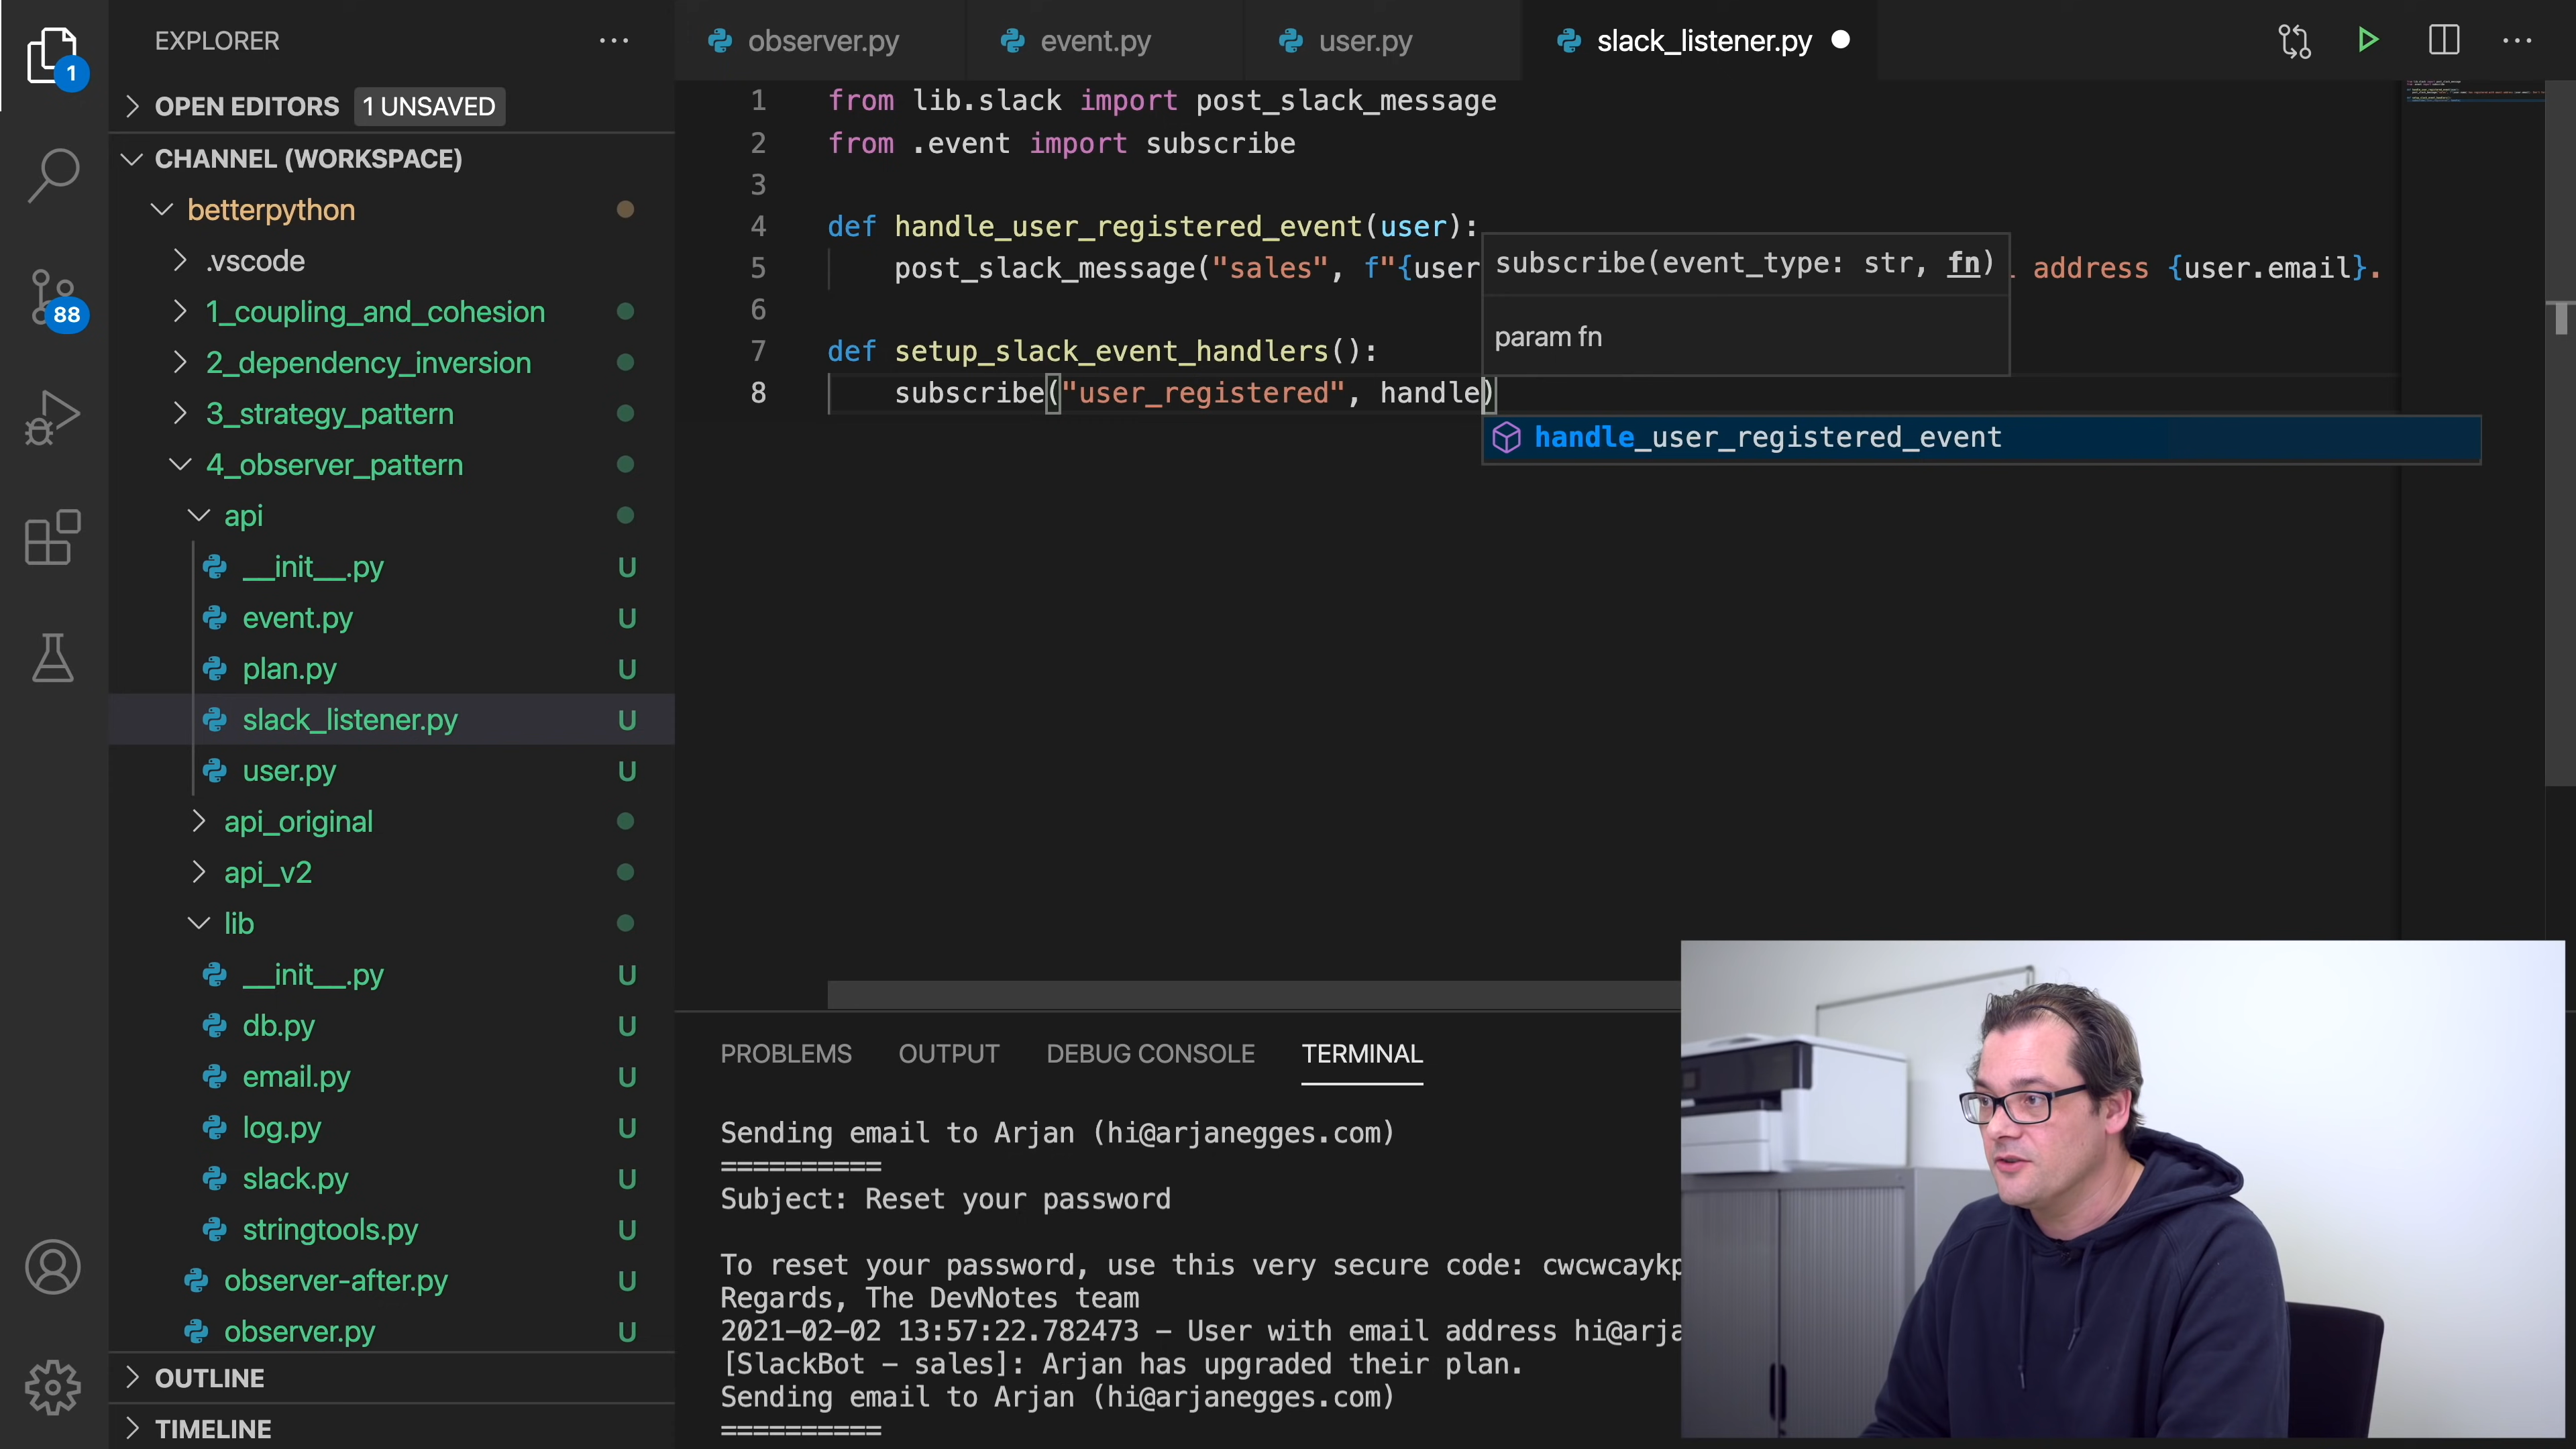 1
88
EXPLORER
OPEN EDITORS 1 UNSAVED
CHANNEL (WORKSPACE)
betterpython
.vscode
1_coupling_and_cohesion
2_dependency_inversion
3_strategy_pattern
4_observer_pattern
api
__init__.py U
event.py U
plan.py U
slack_listener.py U
user.py U
api_original
api_v2
lib
__init__.py U
db.py U
email.py U
log.py U
slack.py U
stringtools.py U
observer-after.py U
observer.py U
OUTLINE
TIMELINE
observer.py event.py user.py slack_listener.py
1 from lib.slack import post_slack_message
2 from .event import subscribe
3
4 def handle_user_registered_event(user):
5 post_slack_message("sales", f"{user address {user.email}.
6
7 def setup_slack_event_handlers():
8 subscribe("user_registered", handle)
subscribe(event_type: str, fn)
param fn
handle_user_registered_event
PROBLEMS OUTPUT DEBUG CONSOLE TERMINAL
Sending email to Arjan (hi@arjanegges.com)
==========
Subject: Reset your password
To reset your password, use this very secure code: cwcwcaykp
Regards, The DevNotes team
2021-02-02 13:57:22.782473 - User with email address hi@arja
[SlackBot - sales]: Arjan has upgraded their plan.
Sending email to Arjan (hi@arjanegges.com)
==========